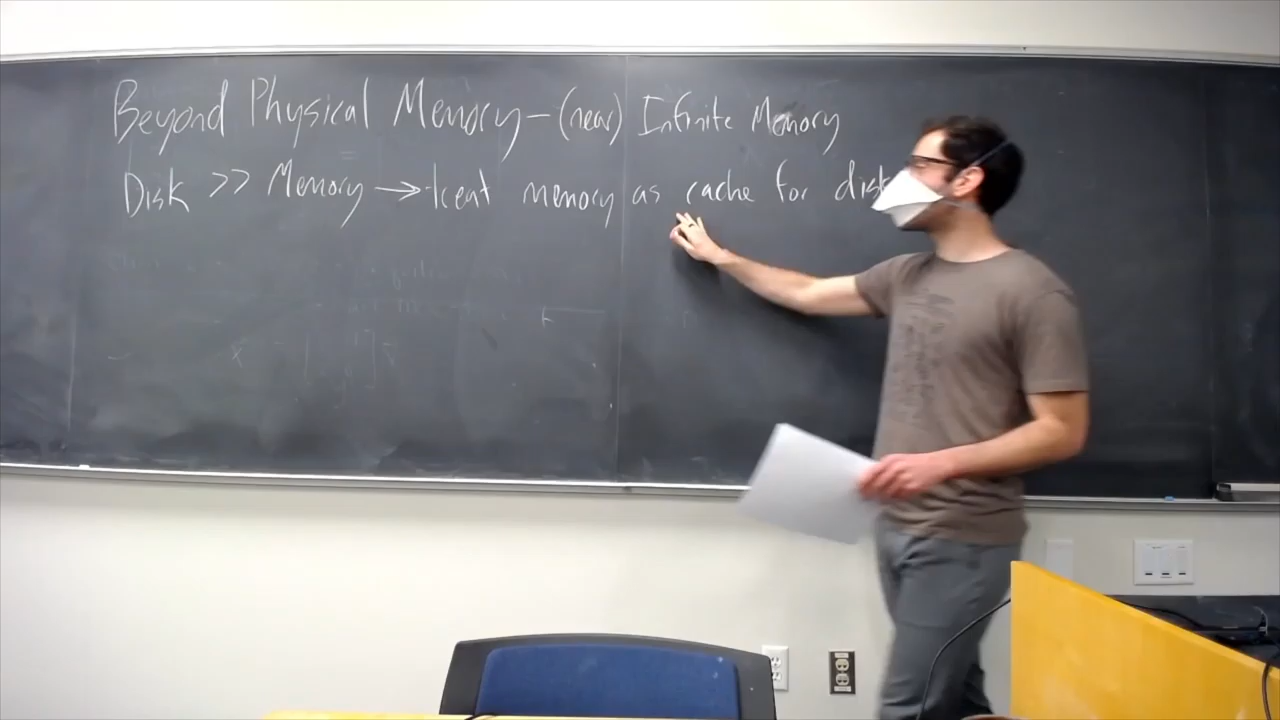 Beyond Physical Memory - (near) Infinite Memory
Disk >> Memory → treat memory as cache for disk